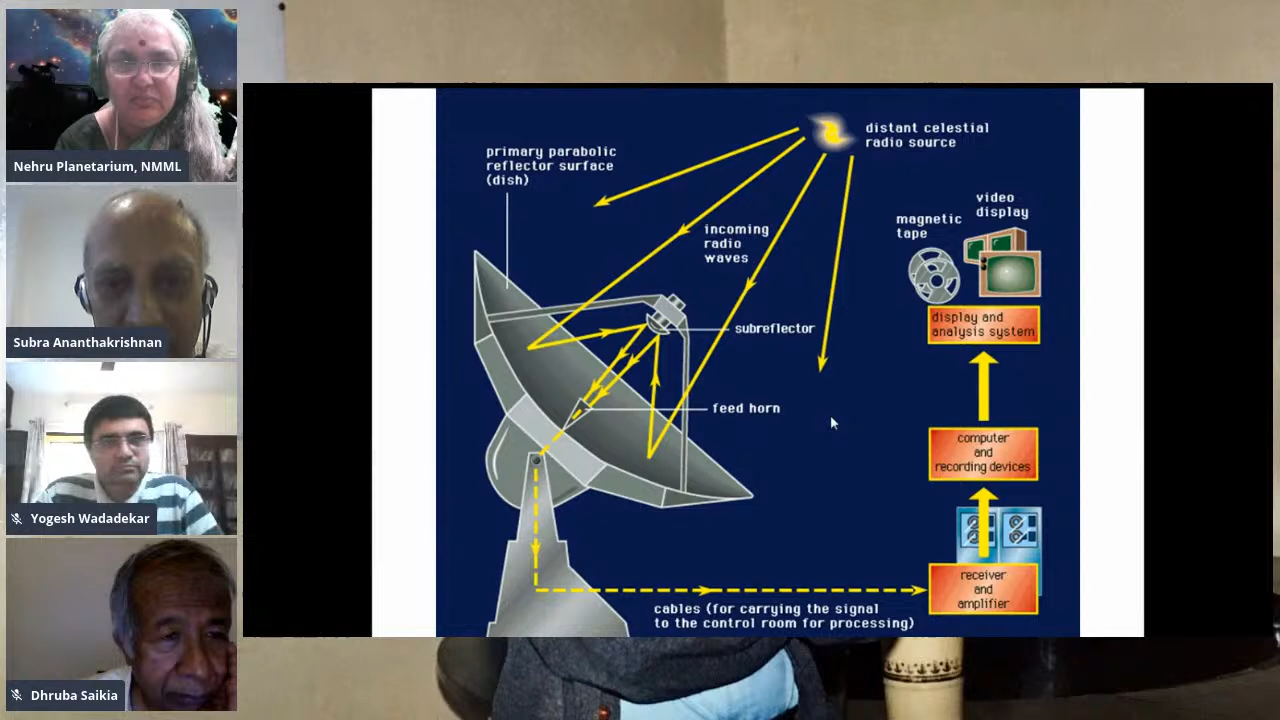 Nehru Planetarium, NMML
Subra Ananthakrishnan
Yogesh Wadadekar
Dhruba Saikia
distant celestial
radio source
primary parabolic
reflector surface
(dish)
video
display
magnetic
tape
incoming
radio
waves
display and
analysis system
subreflector
feed horn
computer
and
recording devices
receiver
and
amplifier
cables (for carrying the signal
to the control room for processing)